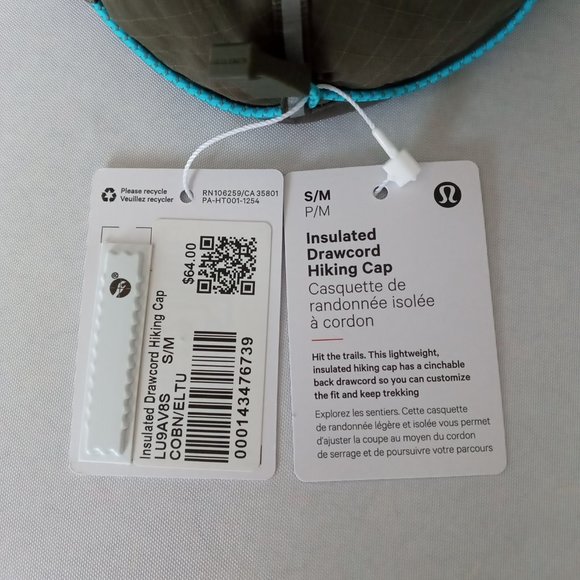 Please recycle
Veuillez recycler
RN106259/CA35801
PA-HT001-1254
$64.00
Insulated Drawcord Hiking Cap
LU9AV8S S/M
COBN/ELTU
000143476739
S/M
P/M
Insulated
Drawcord
Hiking Cap
Casquette de
randonnée isolée
à cordon
Hit the trails. This lightweight,
insulated hiking cap has a cinchable
back drawcord so you can customize
the fit and keep trekking
Explorez les sentiers. Cette casquette
de randonnée légère et isolée vous permet
d'ajuster la coupe au moyen du cordon
de serrage et de poursuivre votre parcours